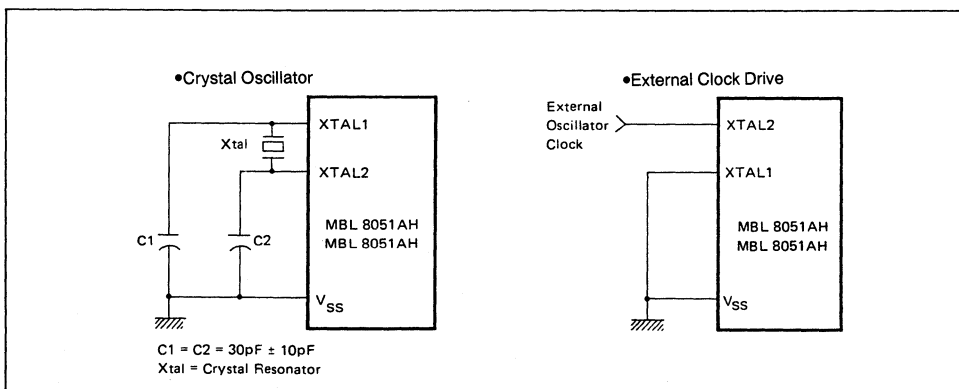 •Crystal Oscillator
XTAL1
Xtal
XTAL2
MBL 8051AH
MBL 8051AH
C1
C2
VSS
C1 = C2 = 30pF ± 10pF
Xtal = Crystal Resonator
•External Clock Drive
External
Oscillator
Clock
XTAL2
XTAL1
MBL 8051AH
MBL 8051AH
VSS